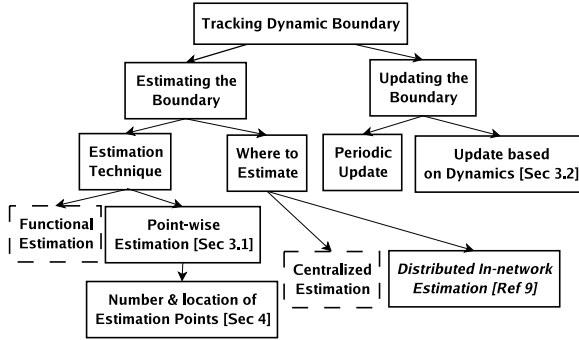 Tracking Dynamic Boundary
Estimating the
Boundary
Updating the
Boundary
Estimation
Technique
Where to
Estimate
Periodic
Update
Update based
on Dynamics [Sec 3.2]
Functional
Estimation
Point-wise
Estimation [Sec 3.1]
Centralized
Estimation
Distributed In-network
Estimation [Ref 9]
Number & location of
Estimation Points [Sec 4]